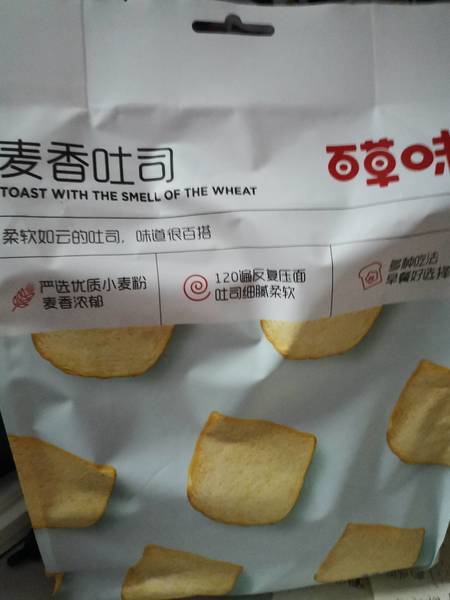 百草味
麦香吐司
TOAST WITH THE SMELL OF THE WHEAT
柔软如云的吐司，味道很百搭
严选优质小麦粉
麦香浓郁
120遍反复压面
吐司细腻柔软
多种吃法
早餐好选择